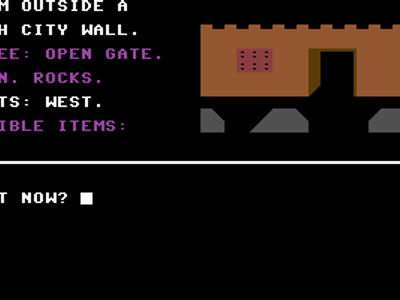 M OUTSIDE A
H CITY WALL.
EE: OPEN GATE.
N. ROCKS.
TS: WEST.
IBLE ITEMS:
T NOW?